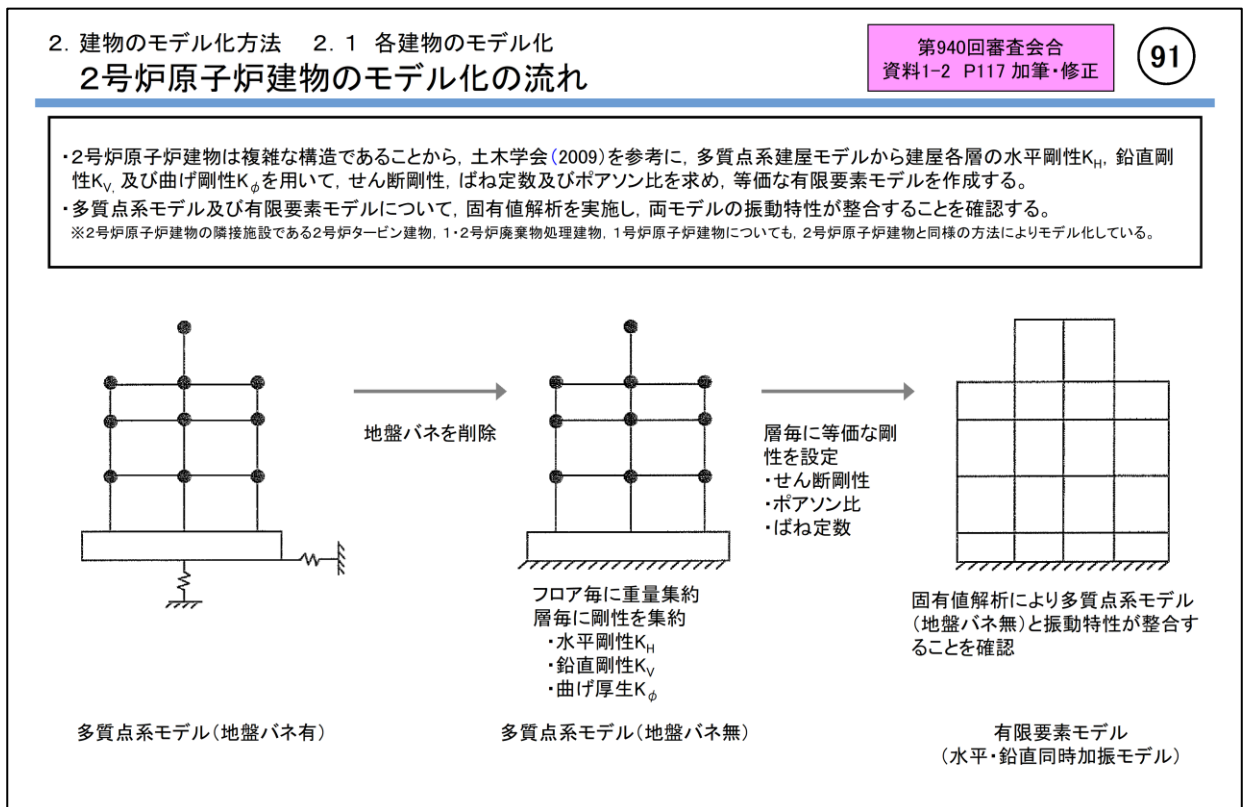 2．建物のモデル化方法　2．1　各建物のモデル化
2号炉原子炉建物のモデル化の流れ
第940回審査会合
資料1-2 P117 加筆・修正
91
・2号炉原子炉建物は複雑な構造であることから，土木学会(2009)を参考に，多質点系建屋モデルから建屋各層の水平剛性KH，鉛直剛
性KV，及び曲げ剛性Kφを用いて，せん断剛性，ばね定数及びポアソン比を求め，等価な有限要素モデルを作成する。
・多質点系モデル及び有限要素モデルについて，固有値解析を実施し，両モデルの振動特性が整合することを確認する。
※2号炉原子炉建物の隣接施設である2号炉タービン建物，1・2号炉廃棄物処理建物，1号炉原子炉建物についても，2号炉原子炉建物と同様の方法によりモデル化している。
地盤バネを削除
層毎に等価な剛
性を設定
・せん断剛性
・ポアソン比
・ばね定数
フロア毎に重量集約
層毎に剛性を集約
・水平剛性KH
・鉛直剛性KV
・曲げ厚生Kφ
固有値解析により多質点系モデル
(地盤バネ無)と振動特性が整合す
ることを確認
多質点系モデル(地盤バネ有)
多質点系モデル(地盤バネ無)
有限要素モデル
(水平・鉛直同時加振モデル)